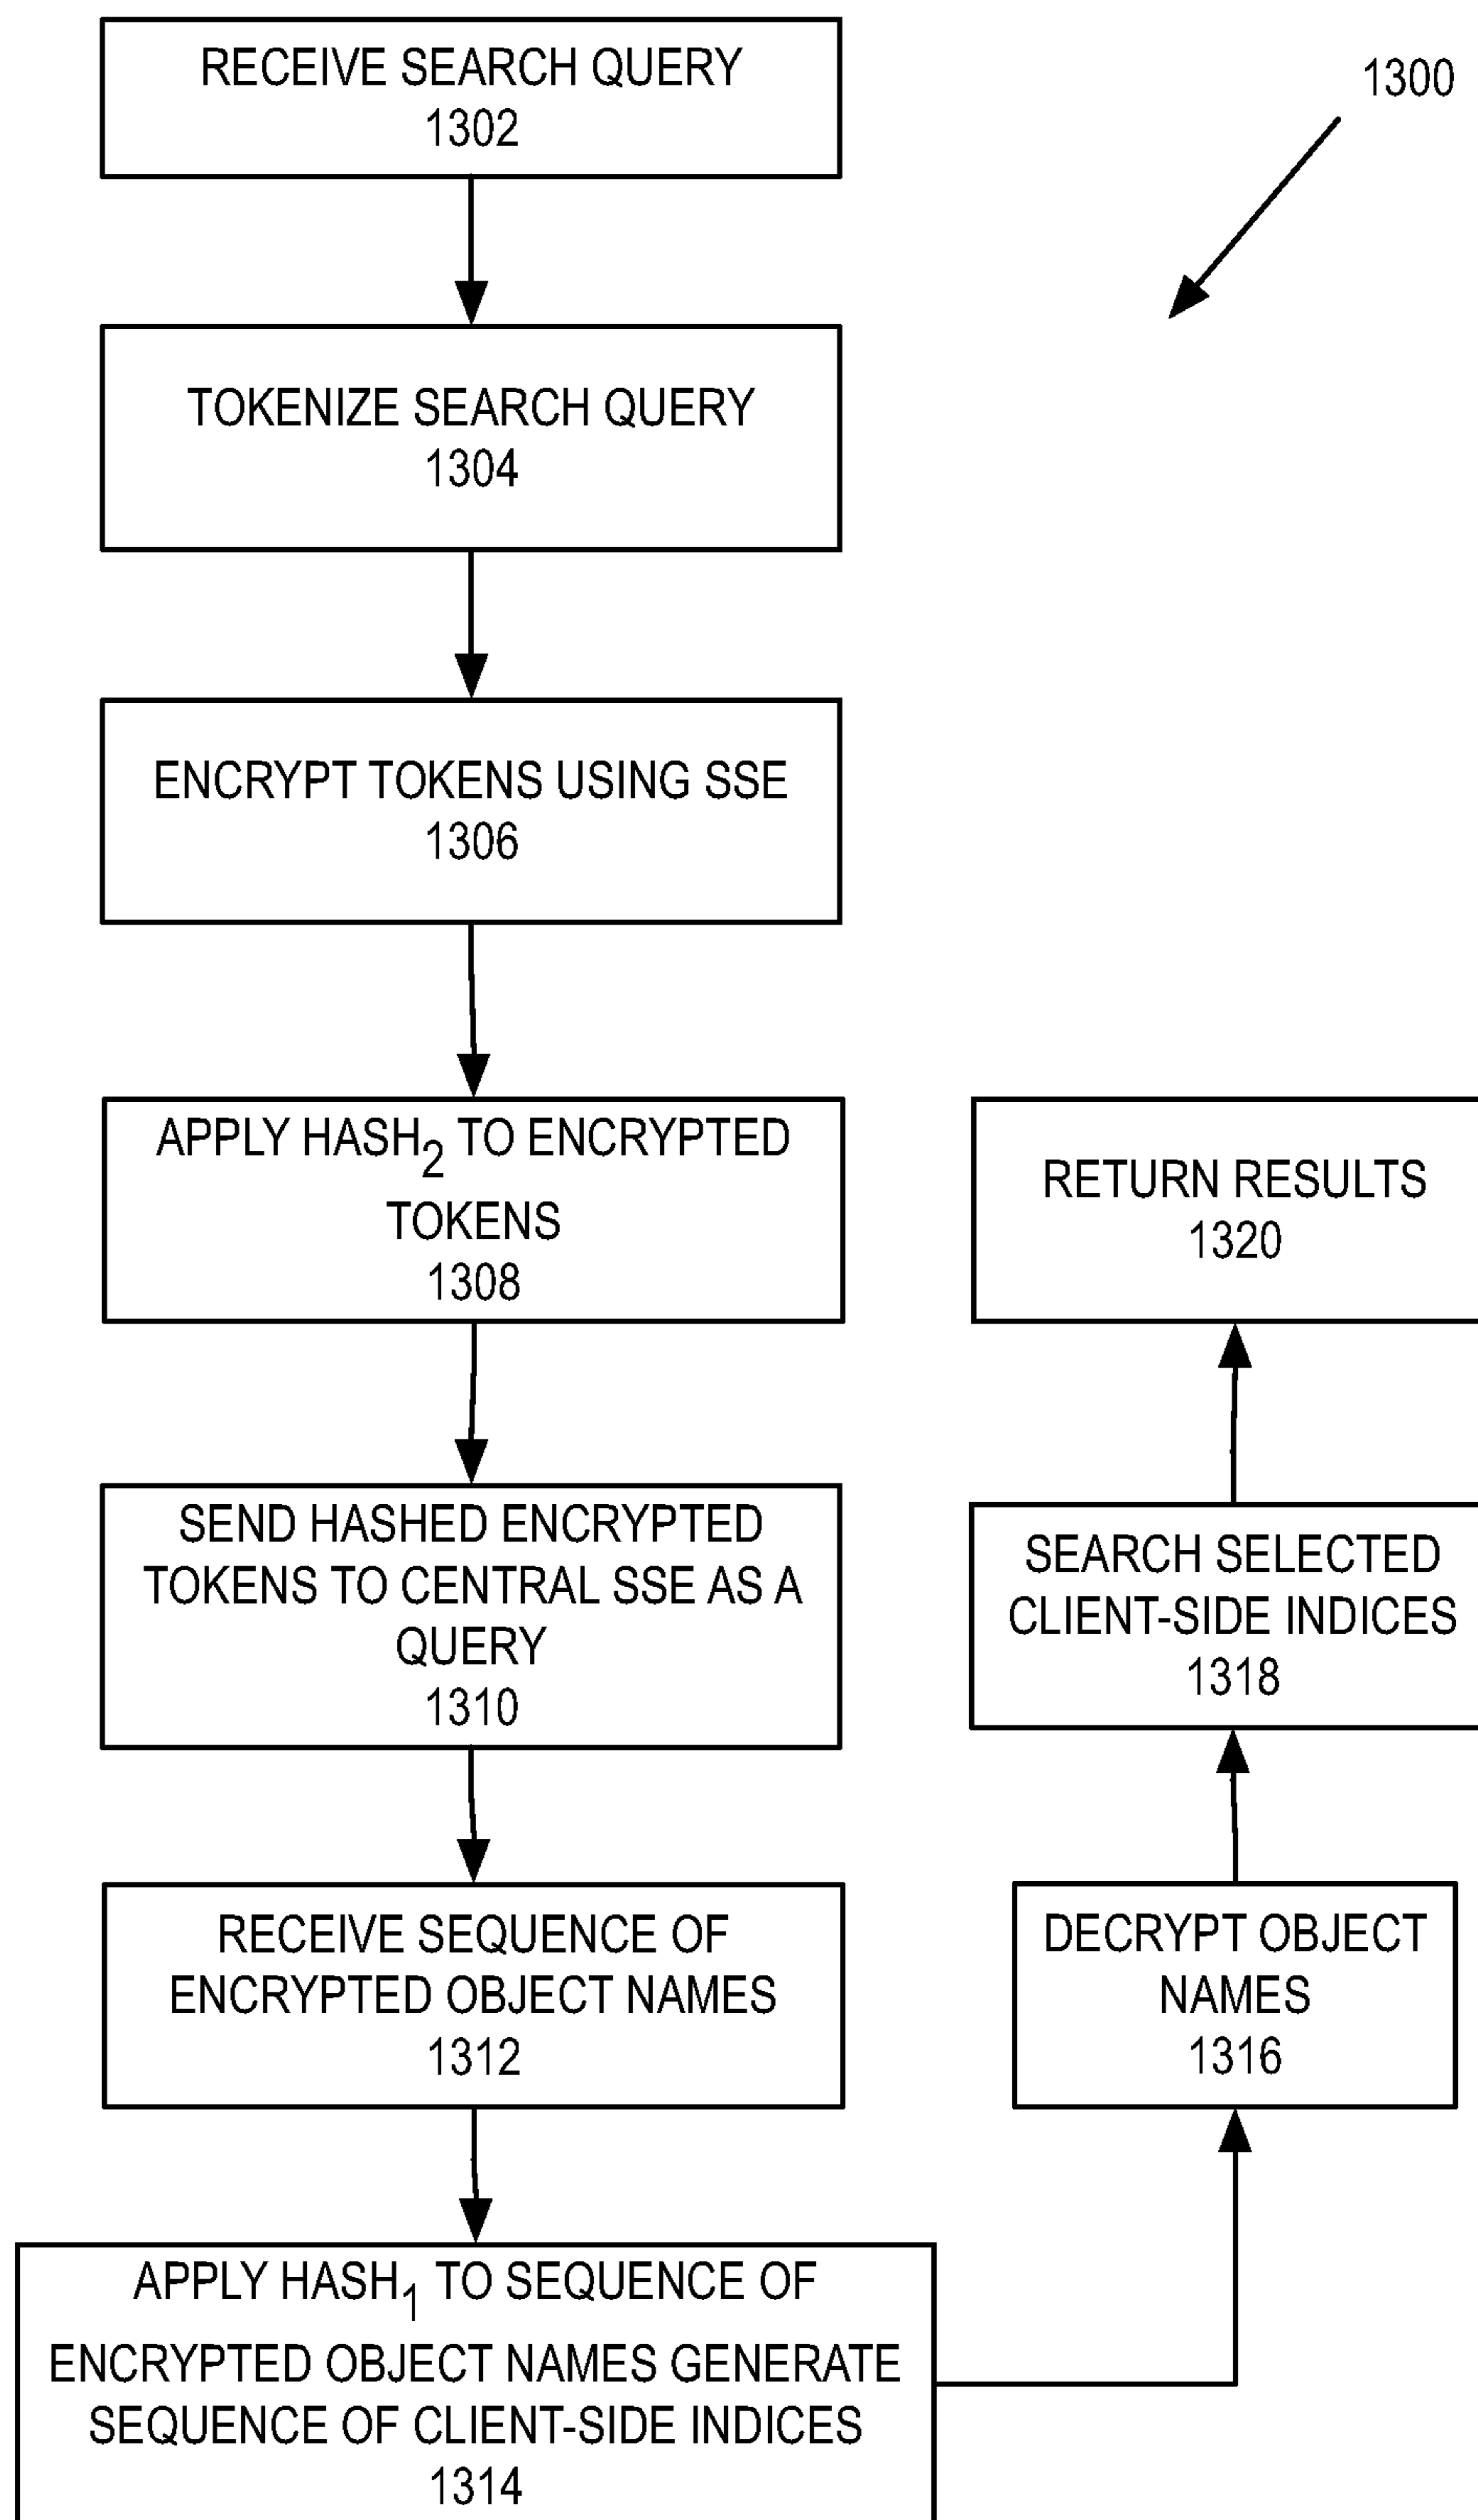 RECEIVE SEARCH QUERY
1302
1300
TOKENIZE SEARCH QUERY
1304
ENCRYPT TOKENS USING SSE
1306
APPLY HASH2 TO ENCRYPTED
TOKENS
1308
SEND HASHED ENCRYPTED
TOKENS TO CENTRAL SSE AS A
QUERY
1310
RECEIVE SEQUENCE OF
ENCRYPTED OBJECT NAMES
1312
APPLY HASH1 TO SEQUENCE OF
ENCRYPTED OBJECT NAMES GENERATE
SEQUENCE OF CLIENT-SIDE INDICES
1314
DECRYPT OBJECT
NAMES
1316
SEARCH SELECTED
CLIENT-SIDE INDICES
1318
RETURN RESULTS
1320